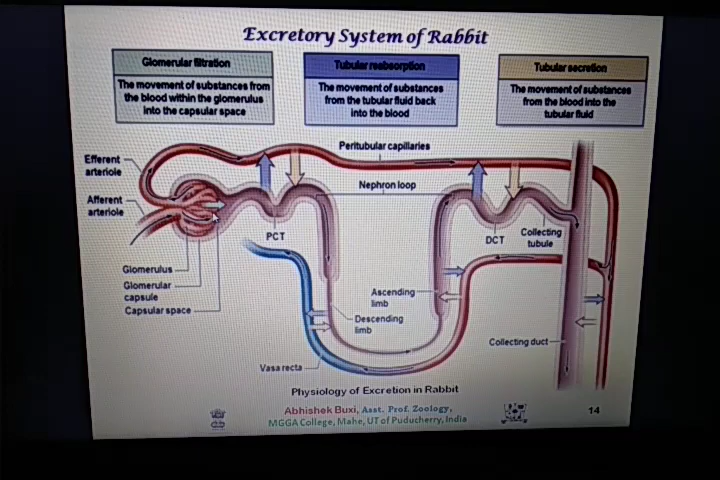 Excretory System of Rabbit
Glomerular filtration
The movement of substances from
the blood within the glomerulus
into the capsular space
Tubular reabsorption
The movement of substances
from the tubular fluid back
into the blood
Tubular secretion
The movement of substances
from the blood into the
tubular fluid
Efferent
arteriole
Peritubular capillaries
Nephron loop
Afferent
arteriole
PCT
DCT
Collecting
tubule
Glomerulus
Glomerular
capsule
Capsular space
Ascending
limb
Descending
limb
Collecting duct
Vasa recta
Physiology of Excretion in Rabbit
Abhishek Buxi, Asst. Prof. Zoology,
MGGA College, Mahe, UT of Puducherry, India
14